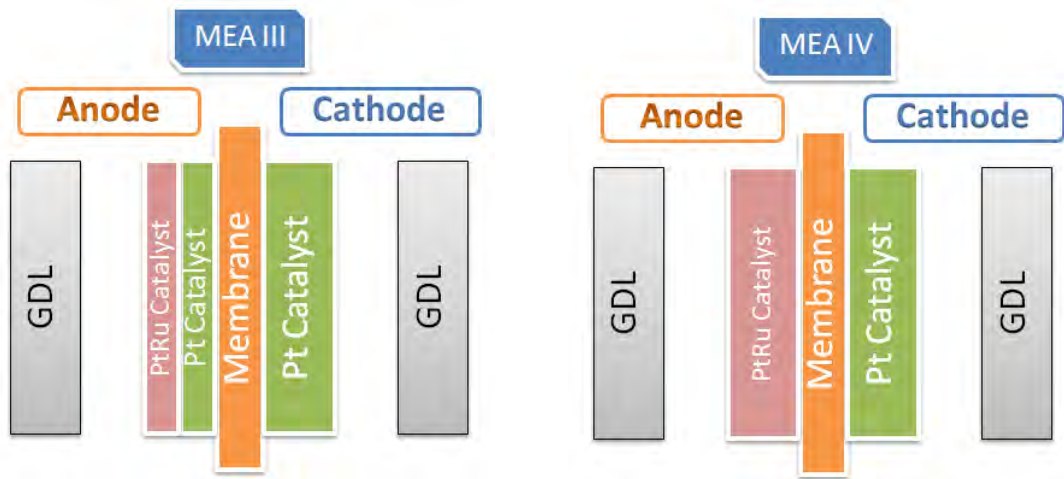 MEA III
Anode
Cathode
GDL
PtRu Catalyst
Pt Catalyst
Membrane
Pt Catalyst
GDL
MEA IV
Anode
Cathode
GDL
PtRu Catalyst
Membrane
Pt Catalyst
GDL